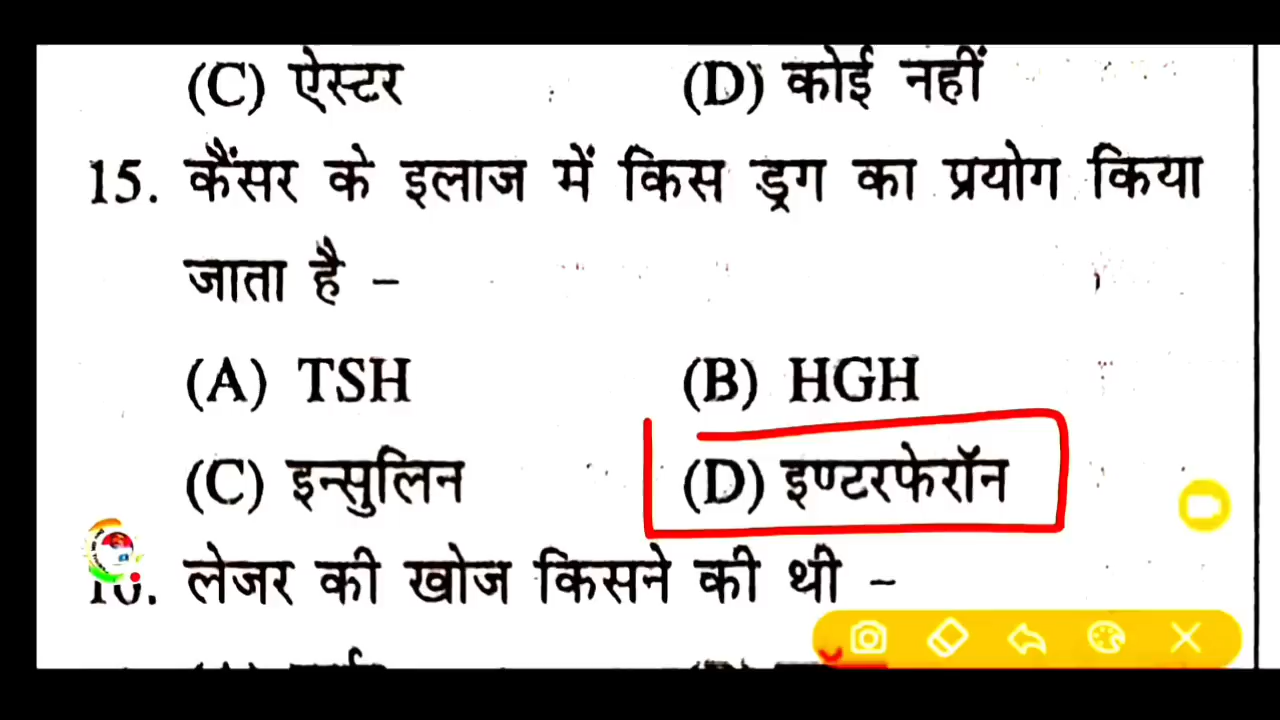 (C) ऐस्टर (D) कोई नहीं
15. कैंसर के इलाज में किस ड्रग का प्रयोग किया
जाता है –
(A) TSH (B) HGH
(C) इन्सुलिन (D) इण्टरफेरॉन
लेजर की खोज किसने की थी –